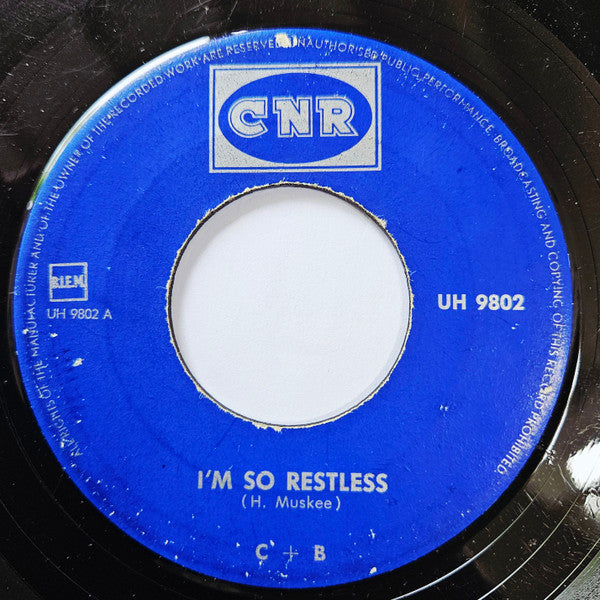 ALL RIGHTS OF THE MANUFACTURER AND OF THE OWNER OF THE RECORDED WORK ARE RESERVED. UNAUTHORISED PUBLIC PERFORMANCE, BROADCASTING AND COPYING OF THIS RECORD PROHIBITED
CNR
B.I.E.M.
UH 9802 A
UH 9802
I'M SO RESTLESS
(H. Muskee)
C + B